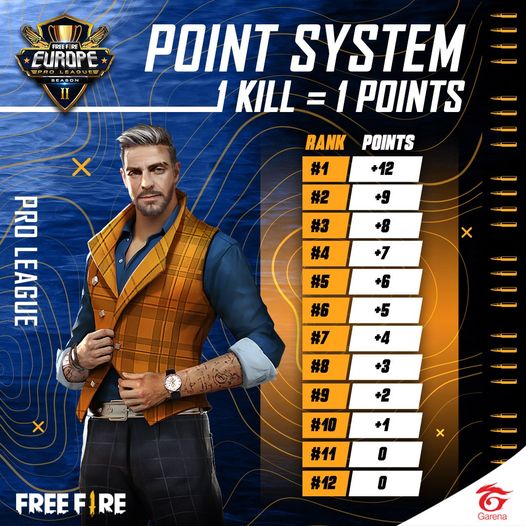 FREE FIRE
EUROPE
PRO LEAGUE
SEASON
II
POINT SYSTEM
1 KILL = 1 POINTS
PRO LEAGUE
RANK POINTS
#1 +12
#2 +9
#3 +8
#4 +7
#5 +6
#6 +5
#7 +4
#8 +3
#9 +2
#10 +1
#11 0
#12 0
FREE FIRE
Garena